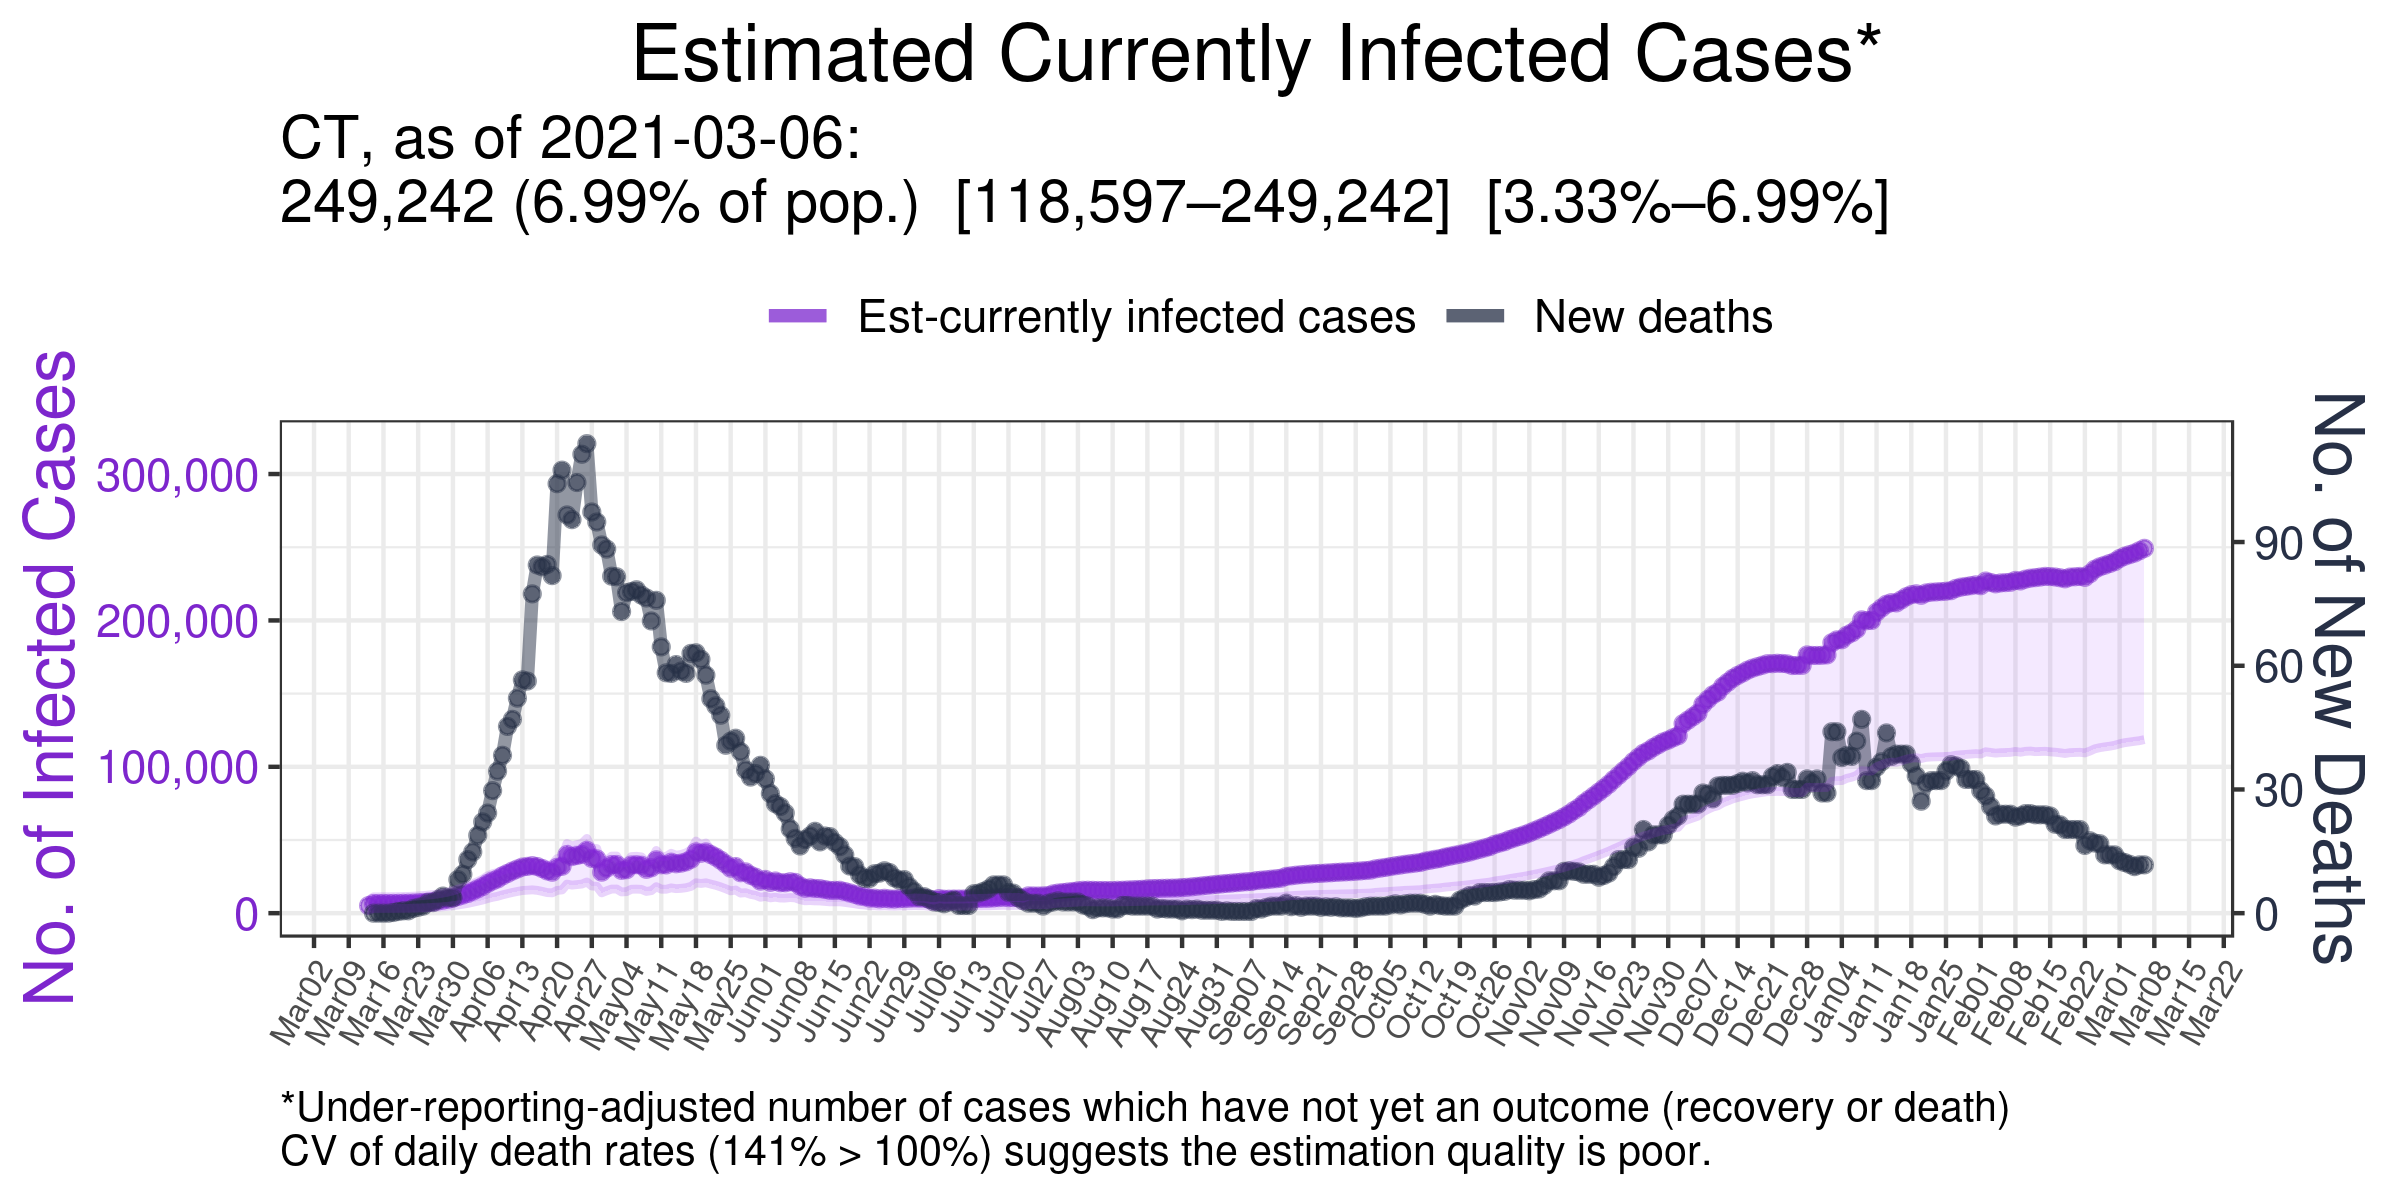 Estimated Currently Infected Cases*
CT, as of 2021-03-06:
249,242 (6.99% of pop.) [118,597–249,242] [3.33%–6.99%]
Est-currently infected cases
New deaths
No. of Infected Cases
300,000
200,000
100,000
0
No. of New Deaths
90
60
30
0
Mar02
Mar09
Mar16
Mar23
Mar30
Apr06
Apr13
Apr20
Apr27
May04
May11
May18
May25
Jun01
Jun08
Jun15
Jun22
Jun29
Jul06
Jul13
Jul20
Jul27
Aug03
Aug10
Aug17
Aug24
Aug31
Sep07
Sep14
Sep21
Sep28
Oct05
Oct12
Oct19
Oct26
Nov02
Nov09
Nov16
Nov23
Nov30
Dec07
Dec14
Dec21
Dec28
Jan04
Jan11
Jan18
Jan25
Feb01
Feb08
Feb15
Feb22
Mar01
Mar08
Mar15
Mar22
*Under-reporting-adjusted number of cases which have not yet an outcome (recovery or death)
CV of daily death rates (141% > 100%) suggests the estimation quality is poor.